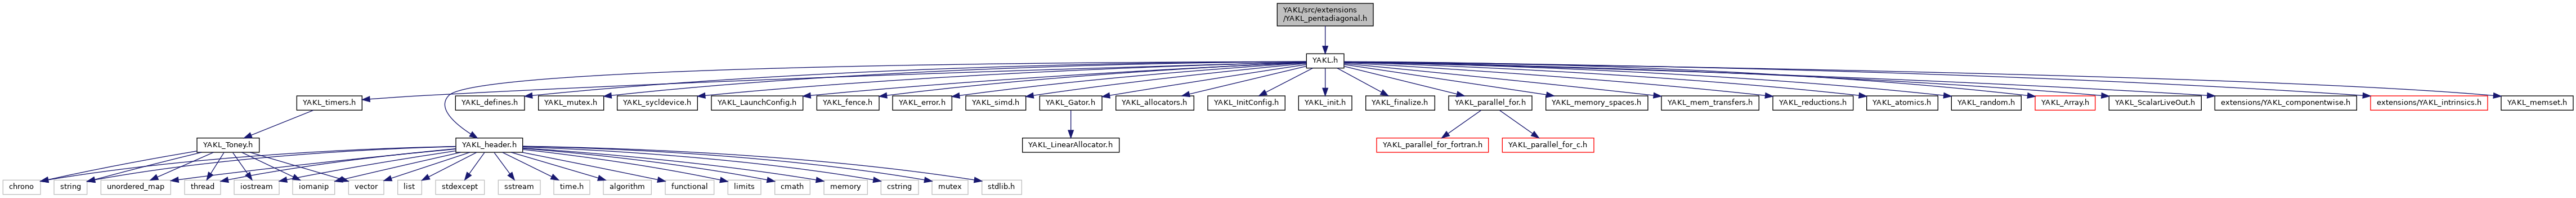 YAKL/src/extensions
/YAKL_pentadiagonal.h
YAKL.h
YAKL_timers.h
YAKL_defines.h
YAKL_mutex.h
YAKL_sycldevice.h
YAKL_LaunchConfig.h
YAKL_fence.h
YAKL_error.h
YAKL_simd.h
YAKL_Gator.h
YAKL_allocators.h
YAKL_InitConfig.h
YAKL_init.h
YAKL_finalize.h
YAKL_parallel_for.h
YAKL_memory_spaces.h
YAKL_mem_transfers.h
YAKL_reductions.h
YAKL_atomics.h
YAKL_random.h
YAKL_Array.h
YAKL_ScalarLiveOut.h
extensions/YAKL_componentwise.h
extensions/YAKL_intrinsics.h
YAKL_memset.h
YAKL_Toney.h
YAKL_header.h
YAKL_LinearAllocator.h
YAKL_parallel_for_fortran.h
YAKL_parallel_for_c.h
chrono
string
unordered_map
thread
iostream
iomanip
vector
list
stdexcept
sstream
time.h
algorithm
functional
limits
cmath
memory
cstring
mutex
stdlib.h